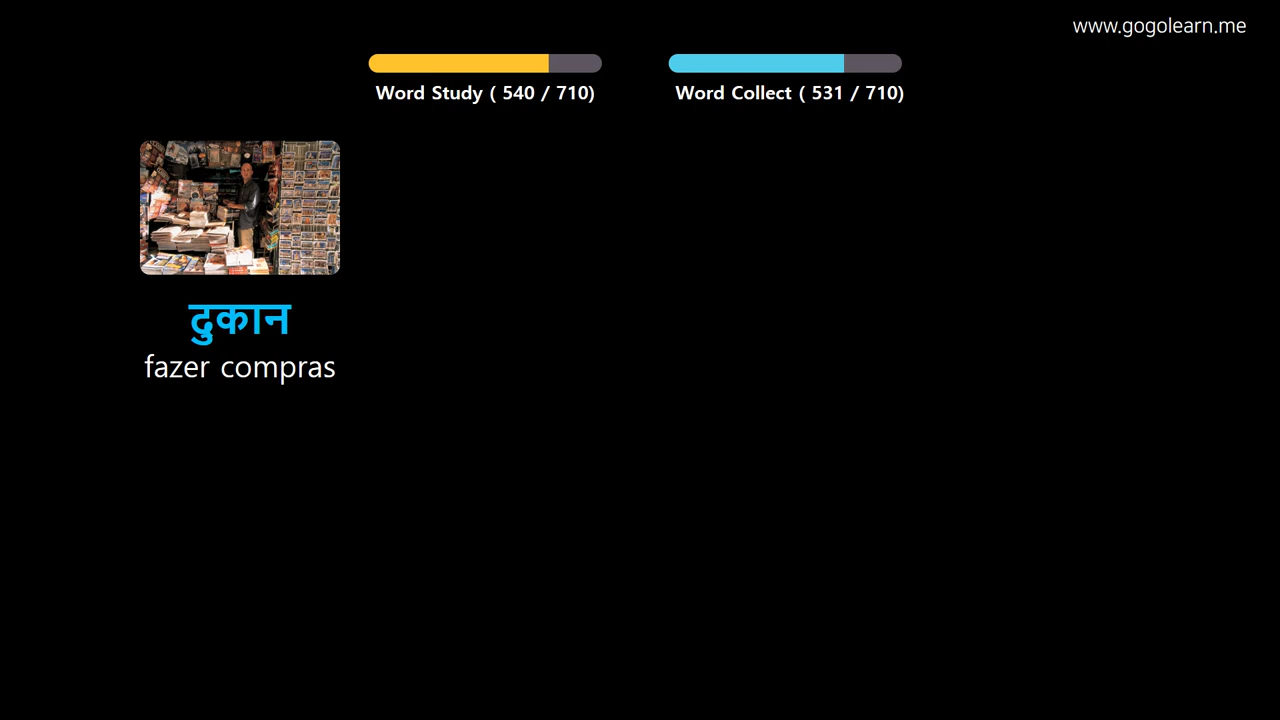 www.gogolearn.me
Word Study ( 540 / 710)
Word Collect ( 531 / 710)
दुकान
fazer compras